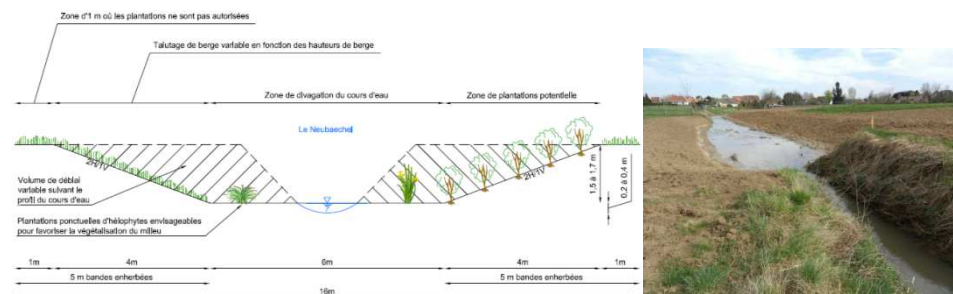 Zone d'1 m où les plantations ne sont pas autorisées
Talutage de berge variable en fonction des hauteurs de berge
Zone de divagation du cours d'eau
Zone de plantations potentielle
Le Neubaechel
2H/1V
2H/1V
Volume de déblai
variable suivant le
profil du cours d'eau
1,5 à 1,7 m
0,2 à 0,4 m
Plantations ponctuelles d'hélophytes envisageables
pour favoriser la végétalisation du milieu
1m 4m 6m 4m 1m
5 m bandes enherbées 5 m bandes enherbées
16m